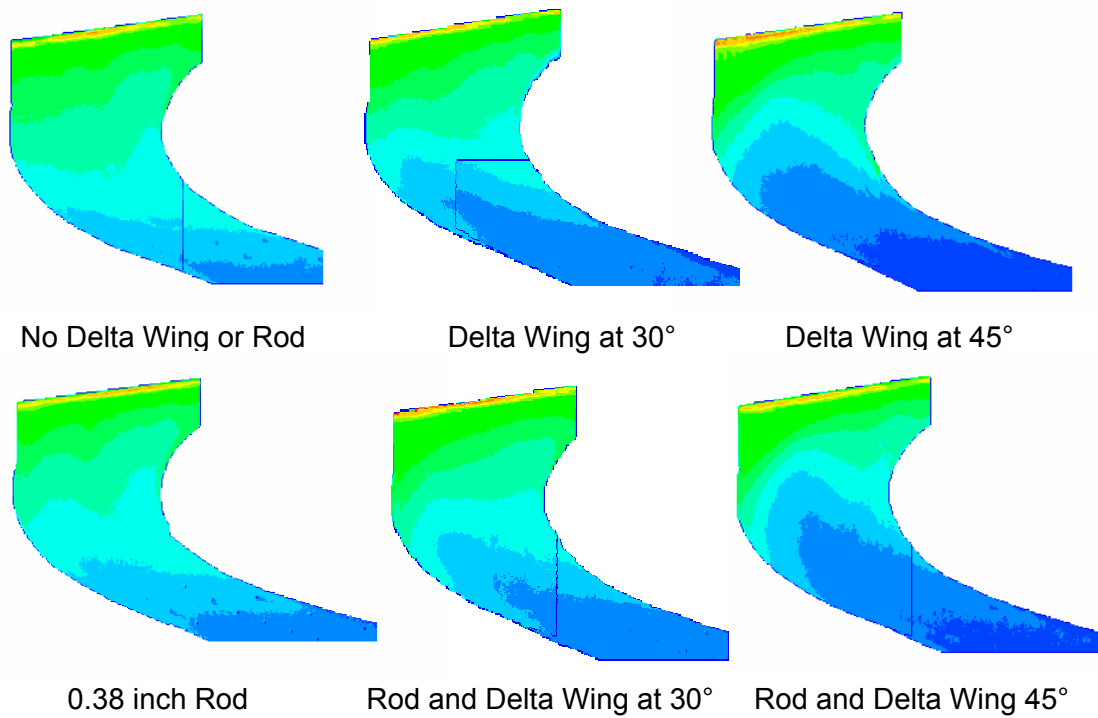 No Delta Wing or Rod
Delta Wing at 30°
Delta Wing at 45°
0.38 inch Rod
Rod and Delta Wing at 30°
Rod and Delta Wing 45°